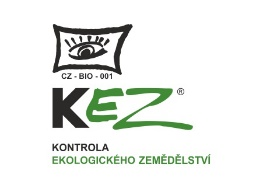 CZ - BIO - 001
KEZ®
KONTROLA
EKOLOGICKÉHO ZEMĚDĚLSTVÍ